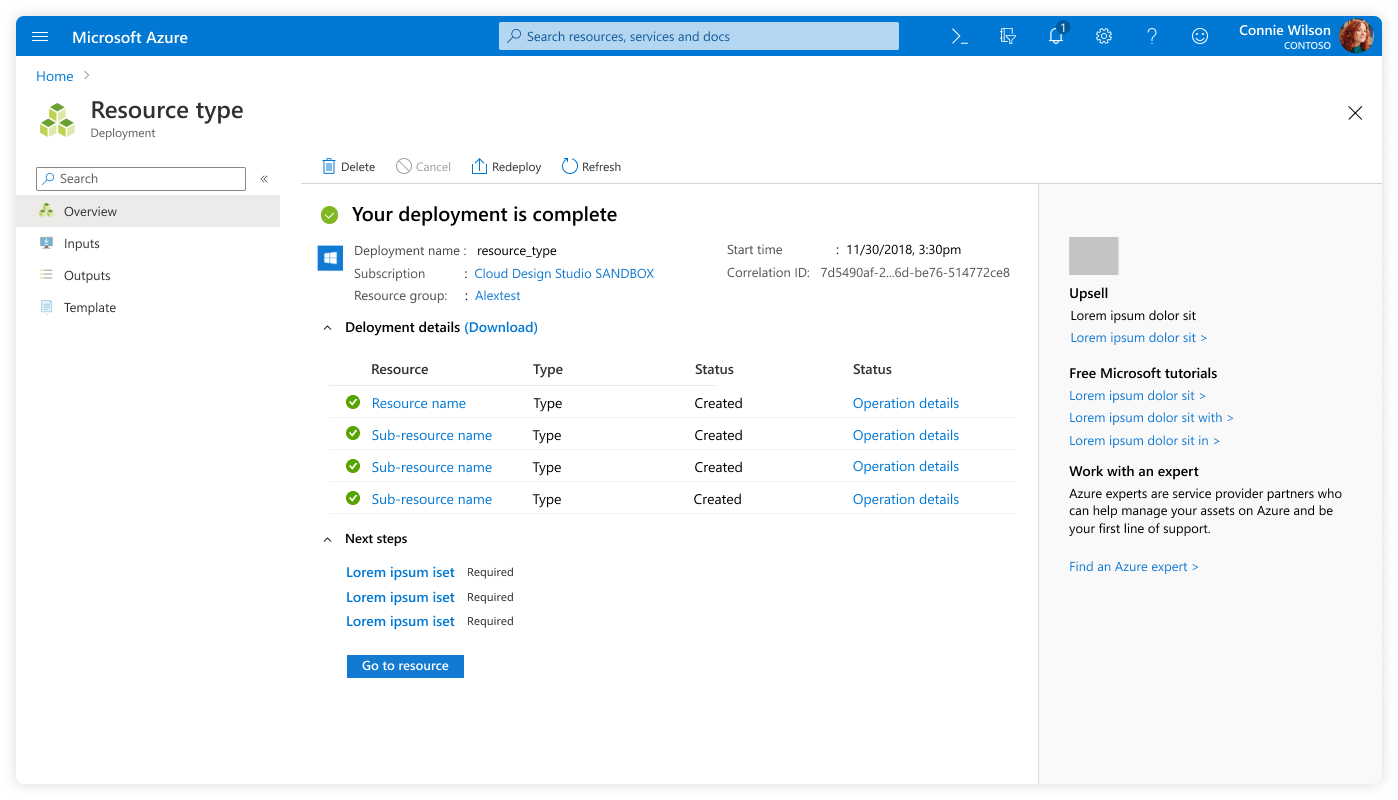 Microsoft Azure
Search resources, services and docs
1
Connie Wilson
CONTOSO
Home
Resource type
Deployment
Search
«
Overview
Inputs
Outputs
Template
Delete
Cancel
Redeploy
Refresh
Your deployment is complete
Deployment name : resource_type
Subscription : Cloud Design Studio SANDBOX
Resource group: : Alextest
Start time : 11/30/2018, 3:30pm
Correlation ID: 7d5490af-2...6d-be76-514772ce8
Deloyment details (Download)
Resource Type Status Status
Resource name Type Created Operation details
Sub-resource name Type Created Operation details
Sub-resource name Type Created Operation details
Sub-resource name Type Created Operation details
Next steps
Lorem ipsum iset Required
Lorem ipsum iset Required
Lorem ipsum iset Required
Go to resource
Upsell
Lorem ipsum dolor sit
Lorem ipsum dolor sit >
Free Microsoft tutorials
Lorem ipsum dolor sit >
Lorem ipsum dolor sit with >
Lorem ipsum dolor sit in >
Work with an expert
Azure experts are service provider partners who
can help manage your assets on Azure and be
your first line of support.
Find an Azure expert >